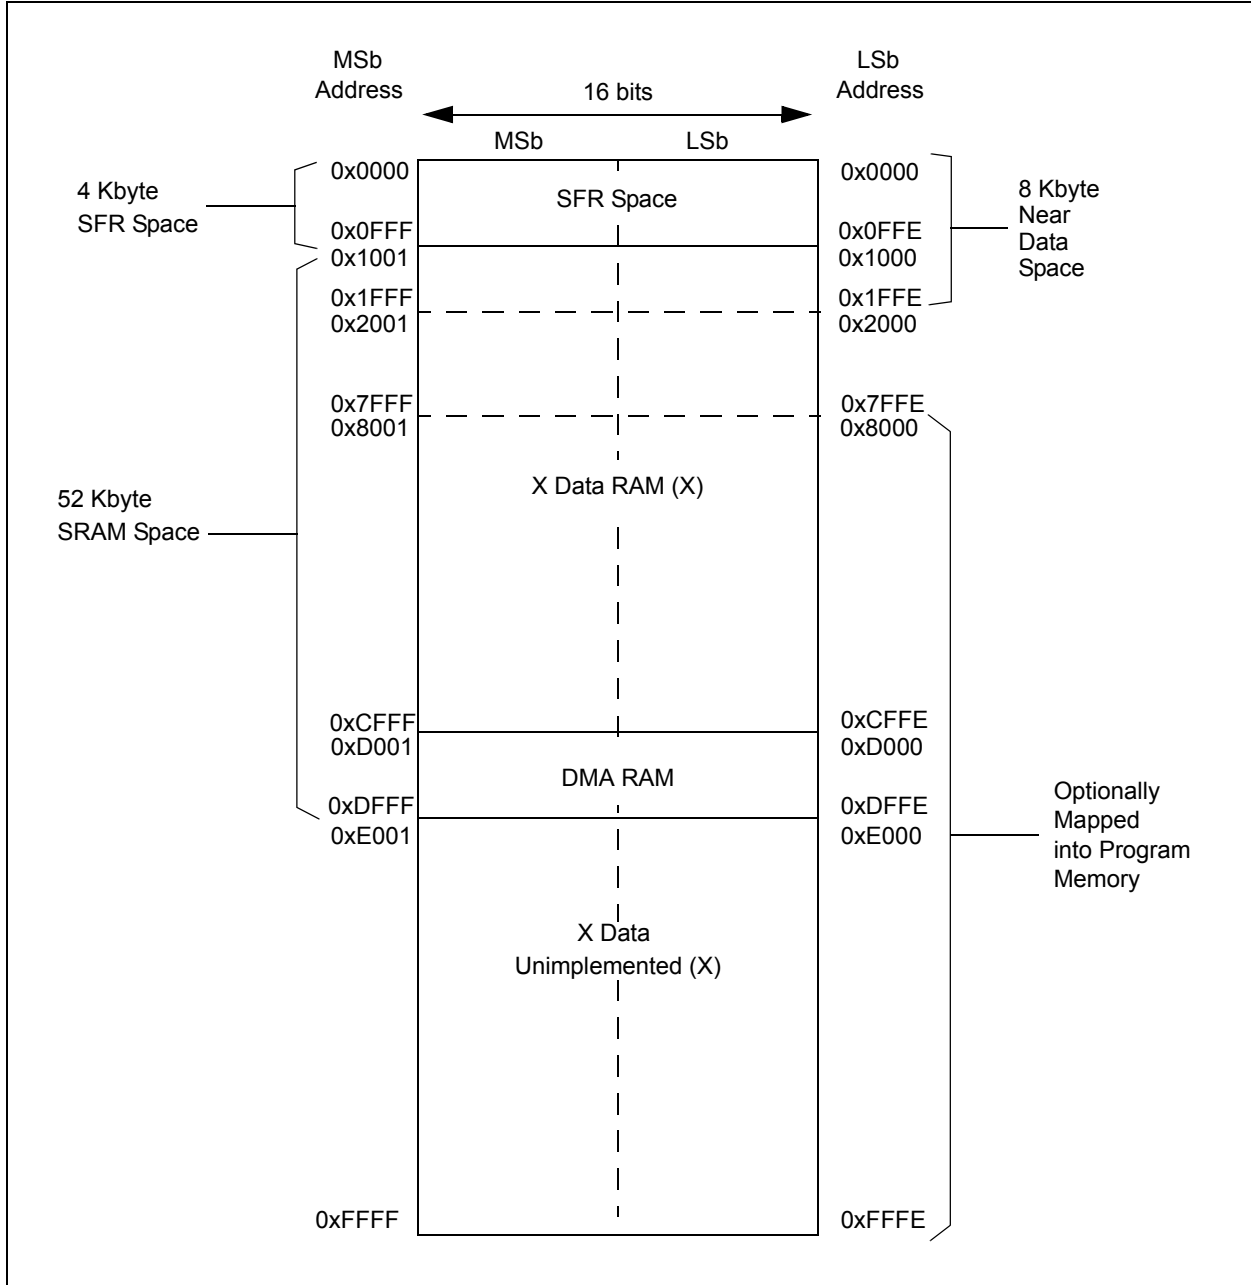 MSb
Address
LSb
Address
16 bits
MSb
LSb
0x0000
0x0000
4 Kbyte
SFR Space
SFR Space
8 Kbyte
Near
Data
Space
0x0FFF
0x0FFE
0x1001
0x1000
0x1FFF
0x1FFE
0x2001
0x2000
0x7FFF
0x7FFE
0x8001
0x8000
52 Kbyte
SRAM Space
X Data RAM (X)
0xCFFF
0xCFFE
0xD001
0xD000
DMA RAM
0xDFFF
0xDFFE
0xE001
0xE000
Optionally
Mapped
into Program
Memory
X Data
Unimplemented (X)
0xFFFF
0xFFFE